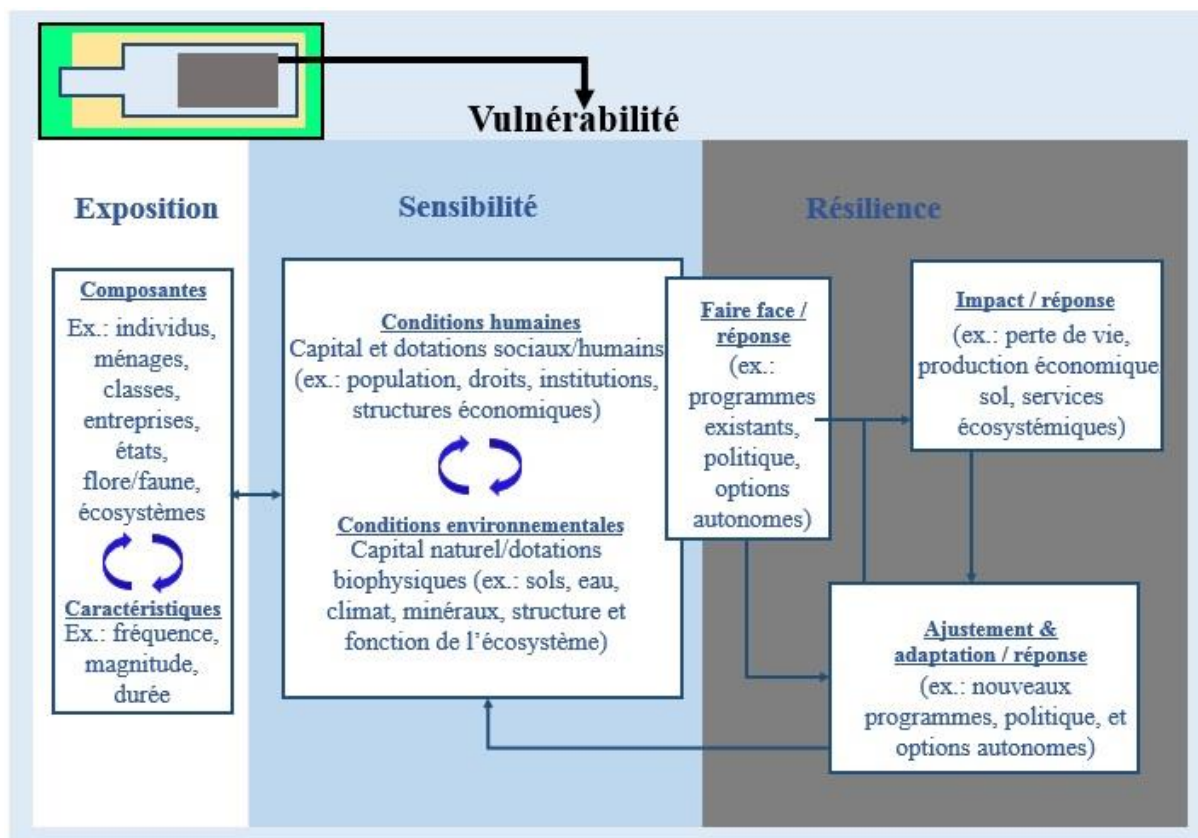 Vulnérabilité
Exposition
Sensibilité
Résilience
Composantes
Ex.: individus,
ménages,
classes,
entreprises,
états,
flore/faune,
écosystèmes
Caractéristiques
Ex.: fréquence,
magnitude,
durée
Conditions humaines
Capital et dotations sociaux/humains
(ex.: population, droits, institutions,
structures économiques)
Conditions environnementales
Capital naturel/dotations
biophysiques (ex.: sols, eau,
climat, minéraux, structure et
fonction de l’écosystème)
Faire face /
réponse
(ex.:
programmes
existants,
politique,
options
autonomes)
Impact / réponse
(ex.: perte de vie,
production économique
sol, services
écosystémiques)
Ajustement &
adaptation / réponse
(ex.: nouveaux
programmes, politique, et
options autonomes)